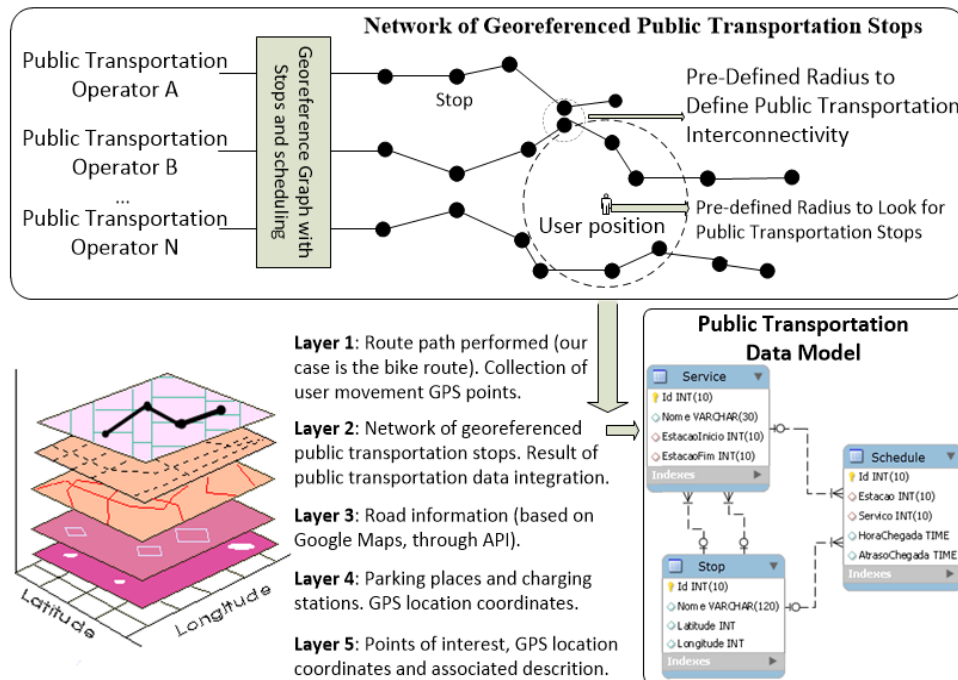 Network of Georeferenced Public Transportation Stops
Public Transportation
Operator A
Public Transportation
Operator B
...
Public Transportation
Operator N
Georeference Graph with
Stops and scheduling
Stop
Pre-Defined Radius to
Define Public Transportation
Interconnectivity
User position
Pre-defined Radius to Look for
Public Transportation Stops
Layer 1: Route path performed (our
case is the bike route). Collection of
user movement GPS points.
Layer 2: Network of georeferenced
public transportation stops. Result of
public transportation data integration.
Layer 3: Road information (based on
Google Maps, through API).
Layer 4: Parking places and charging
stations. GPS location coordinates.
Layer 5: Points of interest, GPS location
coordinates and associated descrition.
Latitude
Longitude
Public Transportation
Data Model
Service
Id INT(10)
Nome VARCHAR(30)
EstacaoInicio INT(10)
EstacaoFim INT(10)
Indexes
Schedule
Id INT(10)
Estacao INT(10)
Servico INT(10)
HoraChegada TIME
AtrasoChegada TIME
Indexes
Stop
Id INT(10)
Nome VARCHAR(120)
Latitude INT
Longitude INT
Indexes